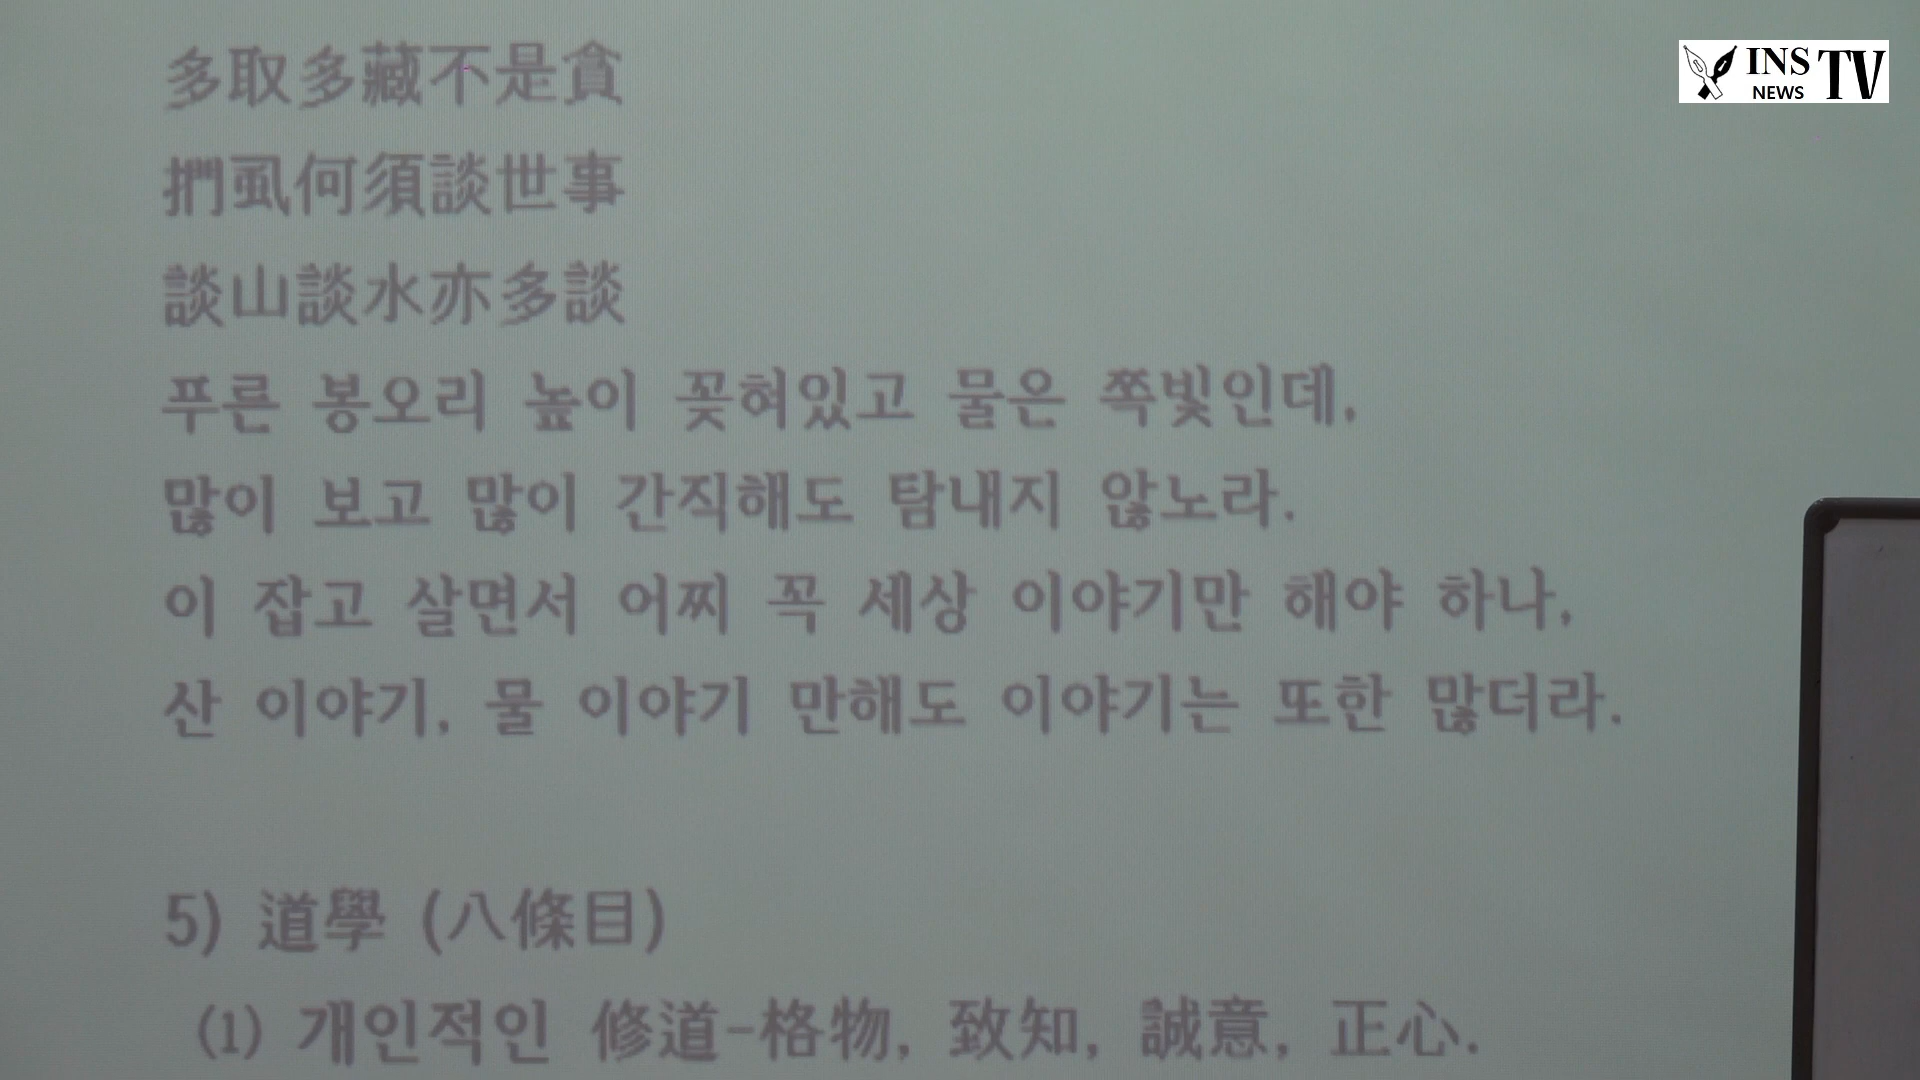 多取多藏不是貪
捫虱何須談世事
談山談水亦多談
푸른 봉오리 높이 꽂혀있고 물은 쪽빛인데,
많이 보고 많이 간직해도 탐내지 않노라.
이 잡고 살면서 어찌 꼭 세상 이야기만 해야 하나,
산 이야기, 물 이야기 만해도 이야기는 또한 많더라.
5) 道學 (八條目)
(1) 개인적인 修道-格物, 致知, 誠意, 正心.
INS NEWS TV